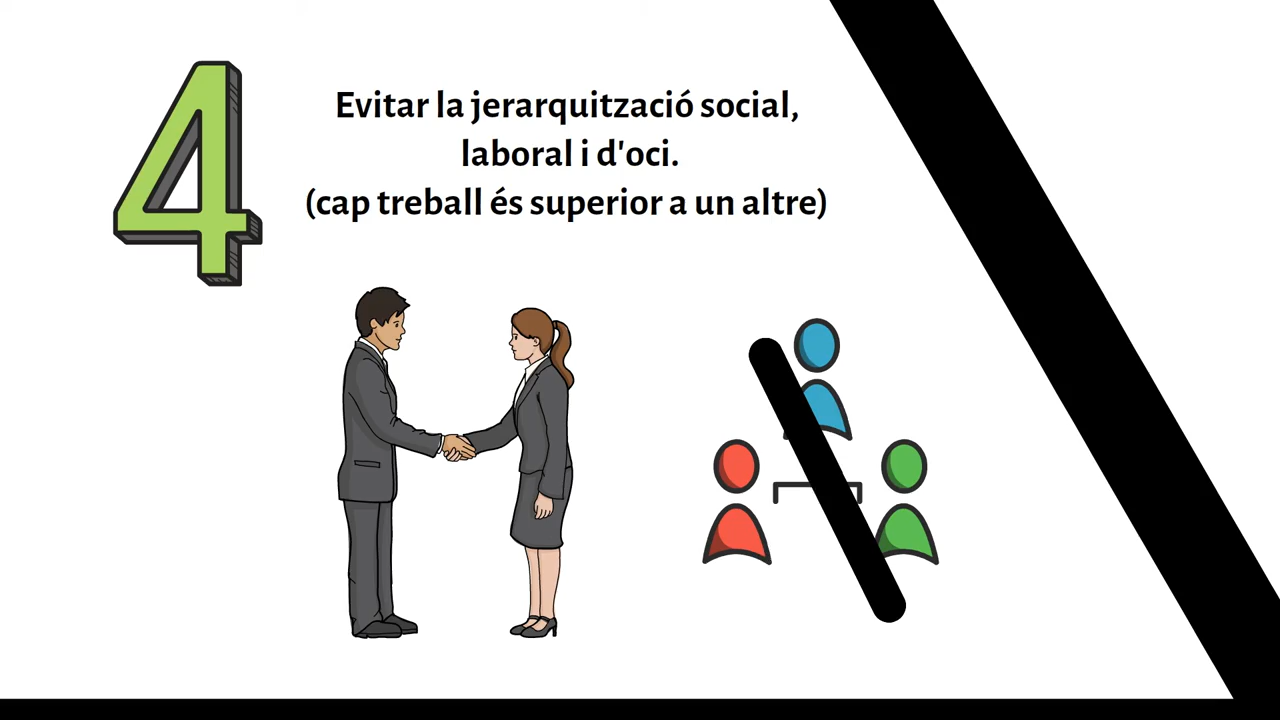 4
Evitar la jerarquització social,
laboral i d'oci.
(cap treball és superior a un altre)